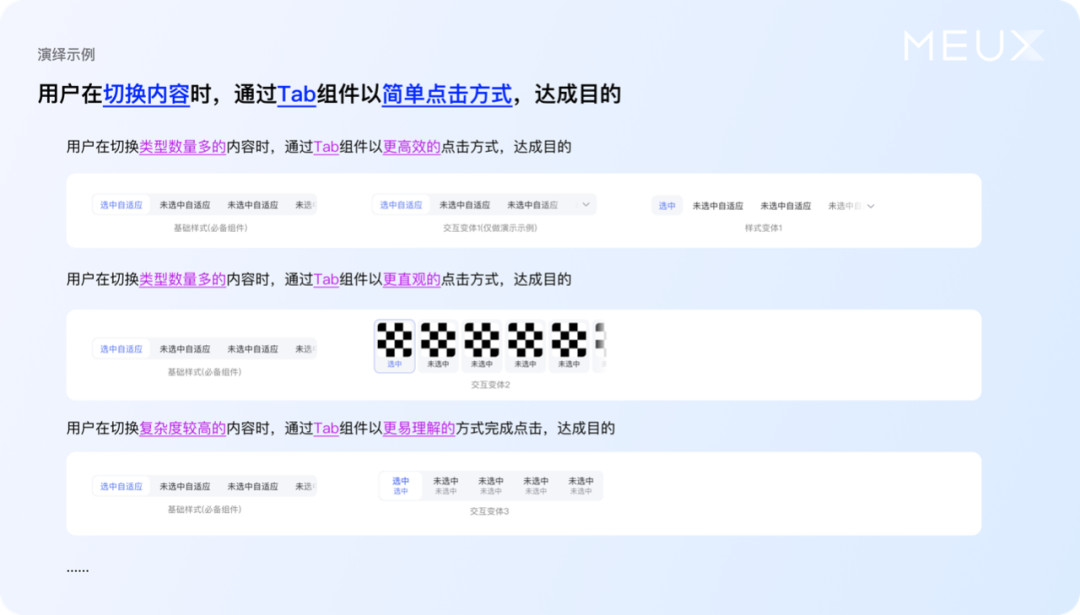 MEUX
演绎示例
用户在切换内容时，通过Tab组件以简单点击方式，达成目的
用户在切换类型数量多的内容时，通过Tab组件以更高效的点击方式，达成目的
选中自适应 未选中自适应 未选中自适应 未选
选中自适应 未选中自适应 未选中自适应
选中 未选中自适应 未选中自适应 未选中自
基础样式(必备组件)
交互变体1(仅做演示示例)
样式变体1
用户在切换类型数量多的内容时，通过Tab组件以更直观的点击方式，达成目的
选中自适应 未选中自适应 未选中自适应 未选
选中 未选中 未选中 未选中 未选中
基础样式(必备组件)
交互变体2
用户在切换复杂度较高的内容时，通过Tab组件以更易理解的方式完成点击，达成目的
选中自适应 未选中自适应 未选中自适应 未选
选中 未选中 未选中 未选中 未选中
选中 未选中 未选中 未选中 未选中
基础样式(必备组件)
交互变体3
......